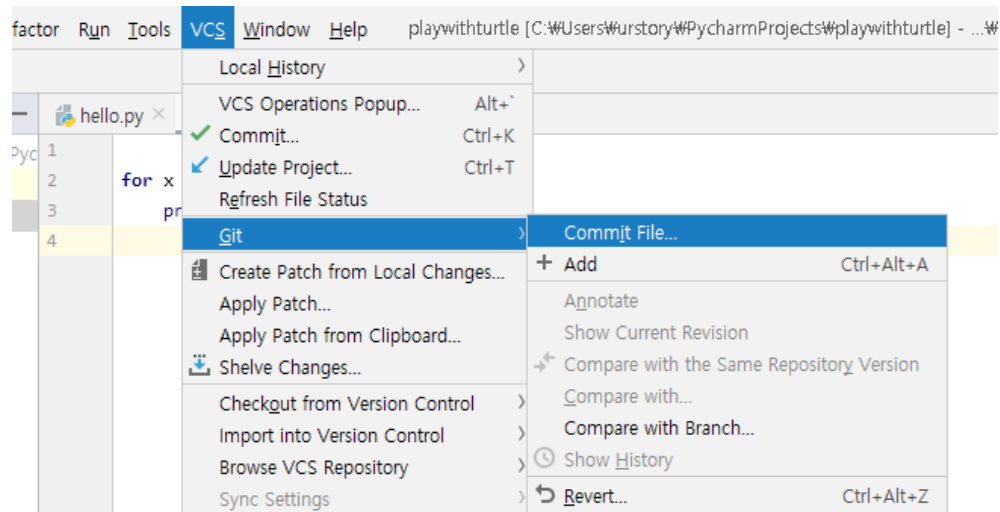 factor Run Tools VCS Window Help playwithturtle [C:₩Users₩urstory₩PycharmProjects₩playwithturtle] - ...₩
Local History
VCS Operations Popup... Alt+`
hello.py
Commit... Ctrl+K
Pyc 1
Update Project... Ctrl+T
2 for x
Refresh File Status
3 pr
4
Git
Commit File...
Add Ctrl+Alt+A
Create Patch from Local Changes...
Annotate
Apply Patch...
Show Current Revision
Apply Patch from Clipboard...
Compare with the Same Repository Version
Shelve Changes...
Compare with...
Checkout from Version Control
Compare with Branch...
Import into Version Control
Show History
Browse VCS Repository
Revert... Ctrl+Alt+Z
Sync Settings